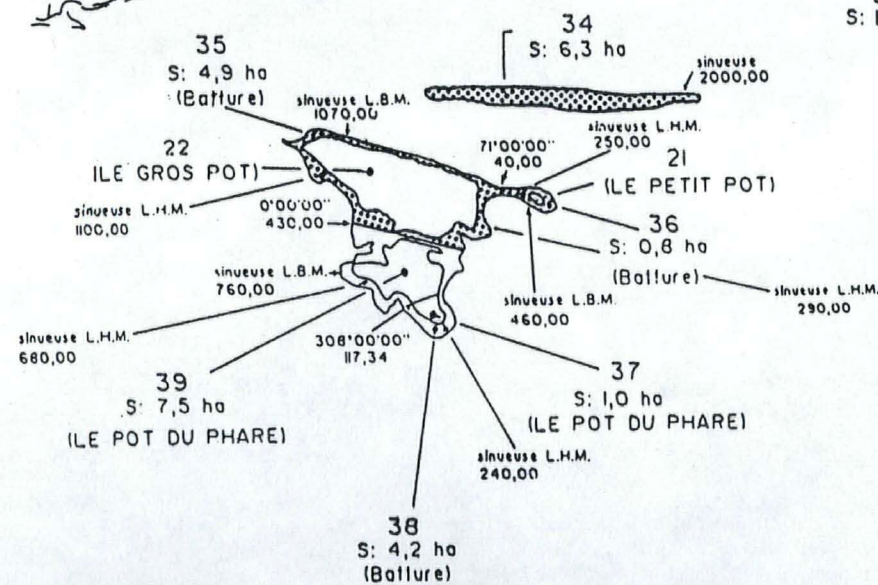 34
S: 6,3 ha
sinueuse
2000,00
35
S: 4,9 ha
(Batture)
sinueuse L.B.M.
1070,00
22
(ILE GROS POT)
71°00'00"
40,00
sinueuse L.H.M.
250,00
21
(LE PETIT POT)
sinueuse L.H.M.
1100,00
0°00'00"
430,00
36
S: 0,8 ha
(Batture)
sinueuse L.B.M.
760,00
sinueuse L.B.M.
460,00
sinueuse L.H.M.
290,00
sinueuse L.H.M.
680,00
308°00'00"
117,34
39
S: 7,5 ha
(LE POT DU PHARE)
37
S: 1,0 ha
(LE POT DU PHARE)
sinueuse L.H.M.
240,00
38
S: 4,2 ha
(Batture)
S: